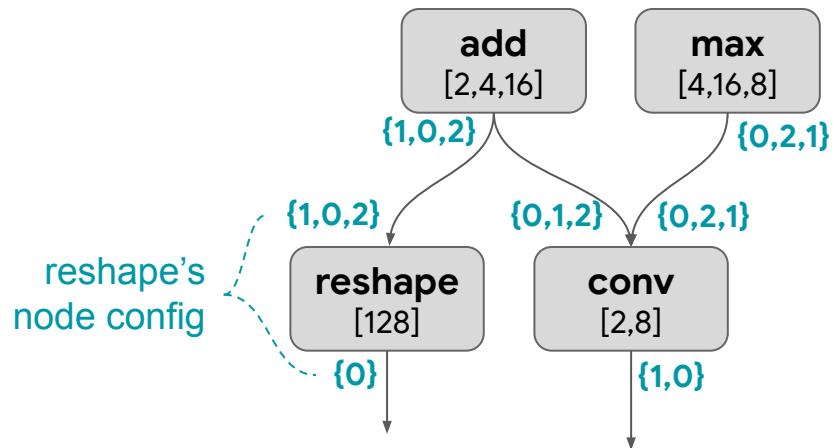 add
[2,4,16]
max
[4,16,8]
{1,0,2}
{0,2,1}
{1,0,2}
{0,1,2}
{0,2,1}
reshape's
node config
reshape
[128]
conv
[2,8]
{0}
{1,0}